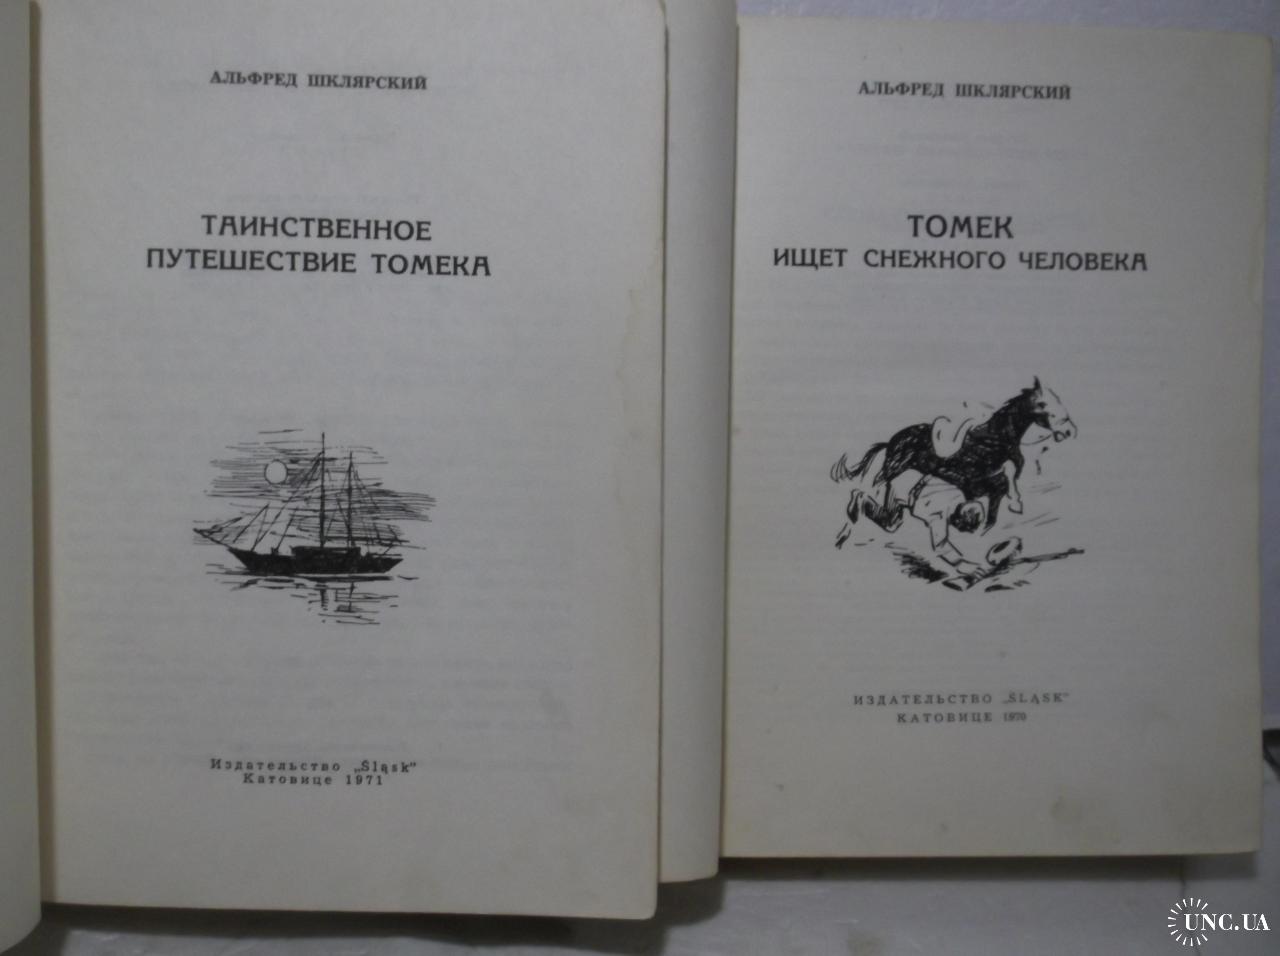 АЛЬФРЕД ШКЛЯРСКИЙ
ТАИНСТВЕННОЕ
ПУТЕШЕСТВИЕ ТОМЕКА
Издательство „Śląsk”
Катовице 1971
АЛЬФРЕД ШКЛЯРСКИЙ
ТОМЕК
ИЩЕТ СНЕЖНОГО ЧЕЛОВЕКА
ИЗДАТЕЛЬСТВО „ŚLĄSK”
КАТОВИЦЕ 1970
UNC.UA